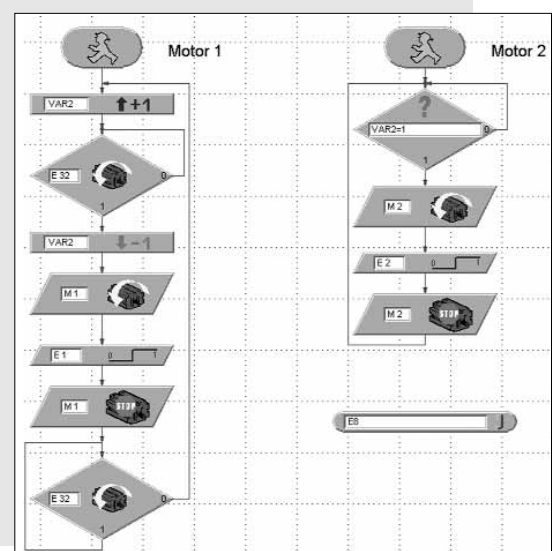 Motor 1
VAR2 +1
E 32 0
1
VAR2 -1
M 1
E 1 0 1
M 1 STOP
E 32 0
1
Motor 2
?
VAR2=1 0
1
M 2
E 2 0 1
M 2 STOP
E8